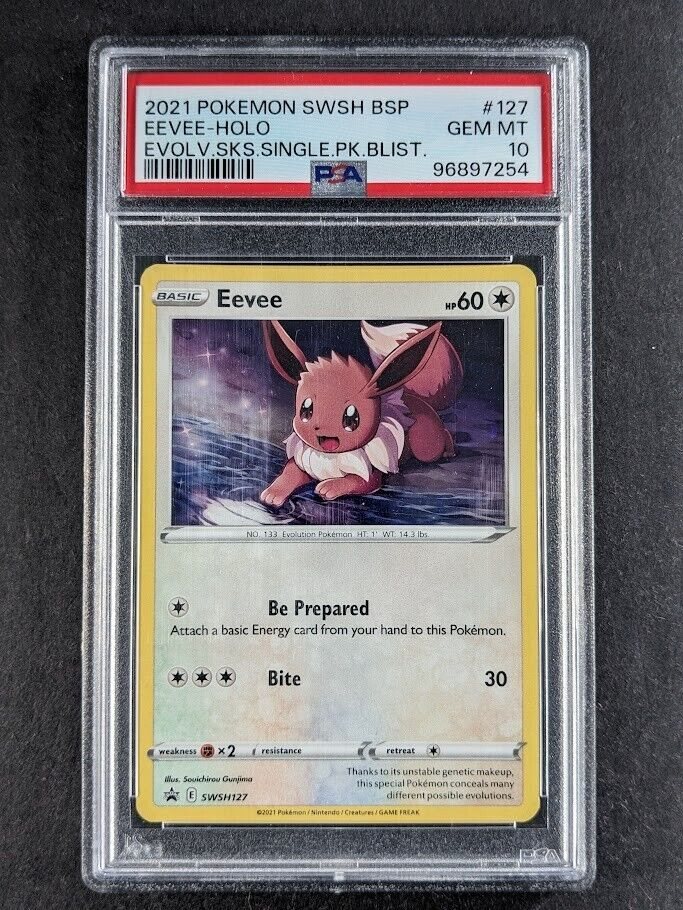 2021 POKEMON SWSH BSP #127
EEVEE-HOLO GEM MT
EVOLV.SKS.SINGLE.PK.BLIST. 10
PSA 96897254
BASIC Eevee HP60
NO. 133 Evolution Pokémon HT: 1' WT: 14.3 lbs.
Be Prepared
Attach a basic Energy card from your hand to this Pokémon.
Bite 30
weakness ×2 resistance retreat
Illus. Souichirou Gunjima
Thanks to its unstable genetic makeup,
this special Pokémon conceals many
different possible evolutions.
E SWSH127
©2021 Pokémon / Nintendo / Creatures / GAME FREAK
PSA